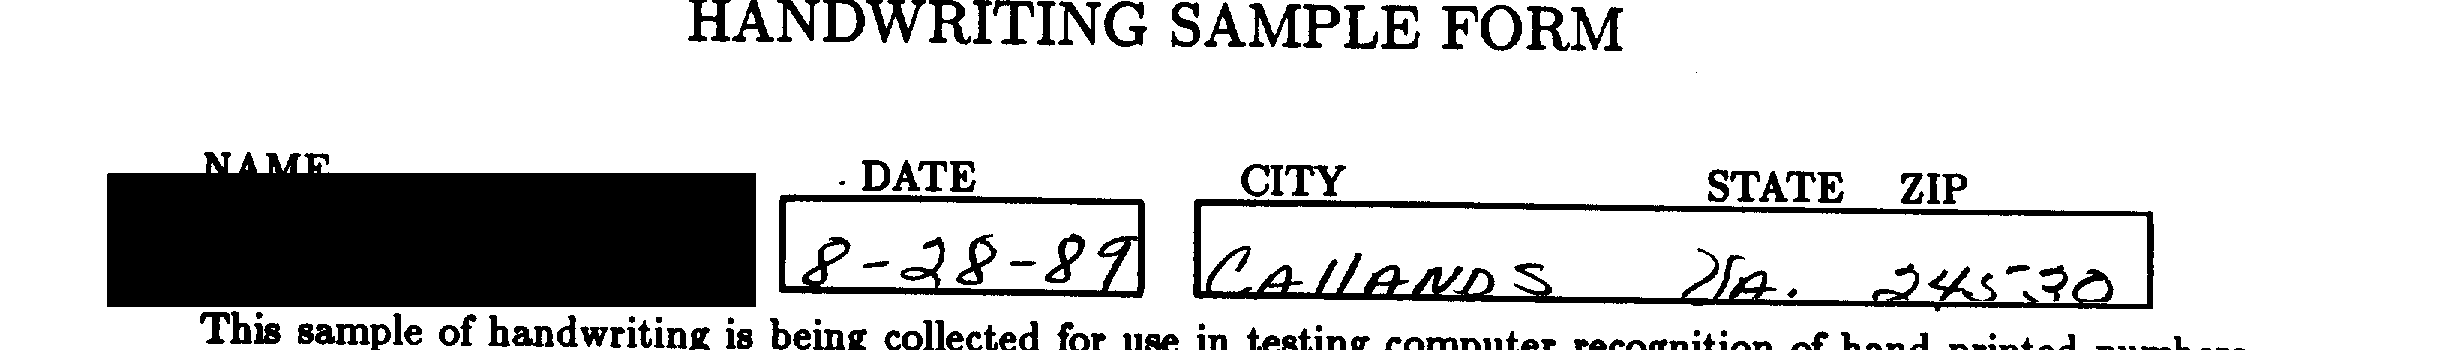 HANDWRITING SAMPLE FORM
NAME DATE CITY STATE ZIP
8-28-89 CAllANDS VA. 24530
This sample of handwriting is being collected for use in testing computer recognition of hand printed numbers